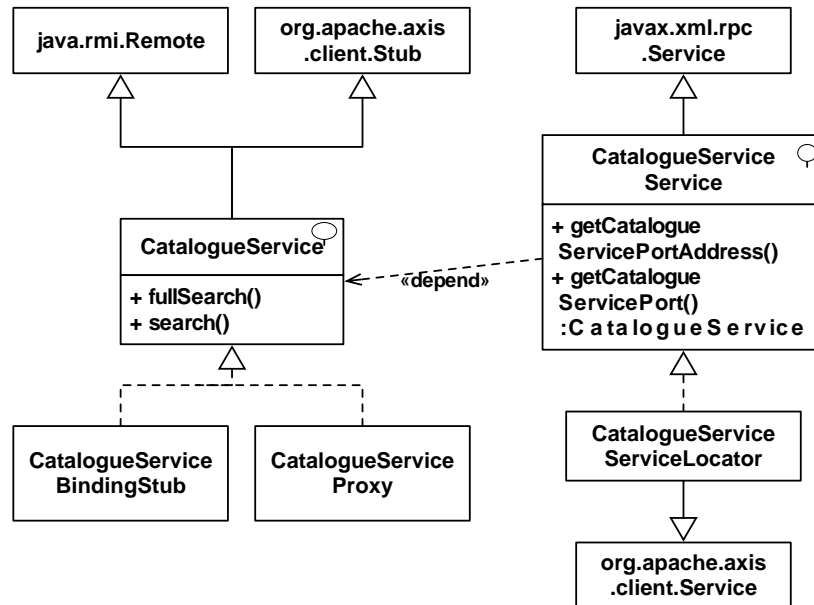 java.rmi.Remote
org.apache.axis
.client.Stub
javax.xml.rpc
.Service
CatalogueService
Service
+ getCatalogue
ServicePortAddress()
+ getCatalogue
ServicePort()
:CatalogueService
CatalogueService
+ fullSearch()
+ search()
«depend»
CatalogueService
BindingStub
CatalogueService
Proxy
CatalogueService
ServiceLocator
org.apache.axis
.client.Service